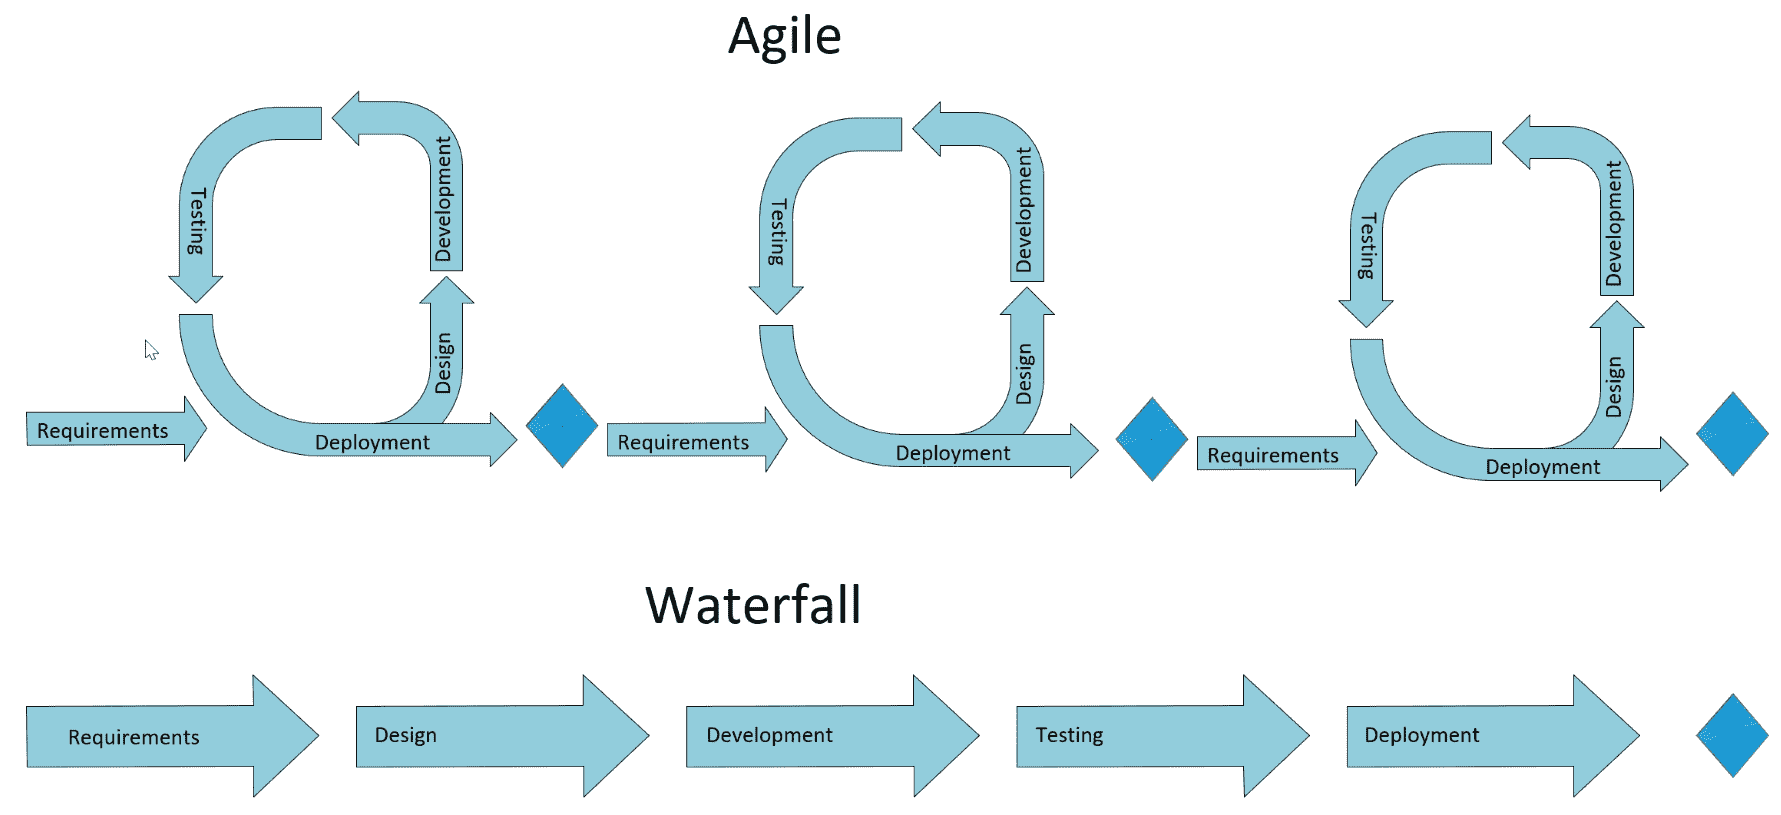 Agile
Testing
Development
Design
Requirements
Deployment
Testing
Development
Design
Requirements
Deployment
Testing
Development
Design
Requirements
Deployment
Waterfall
Requirements
Design
Development
Testing
Deployment